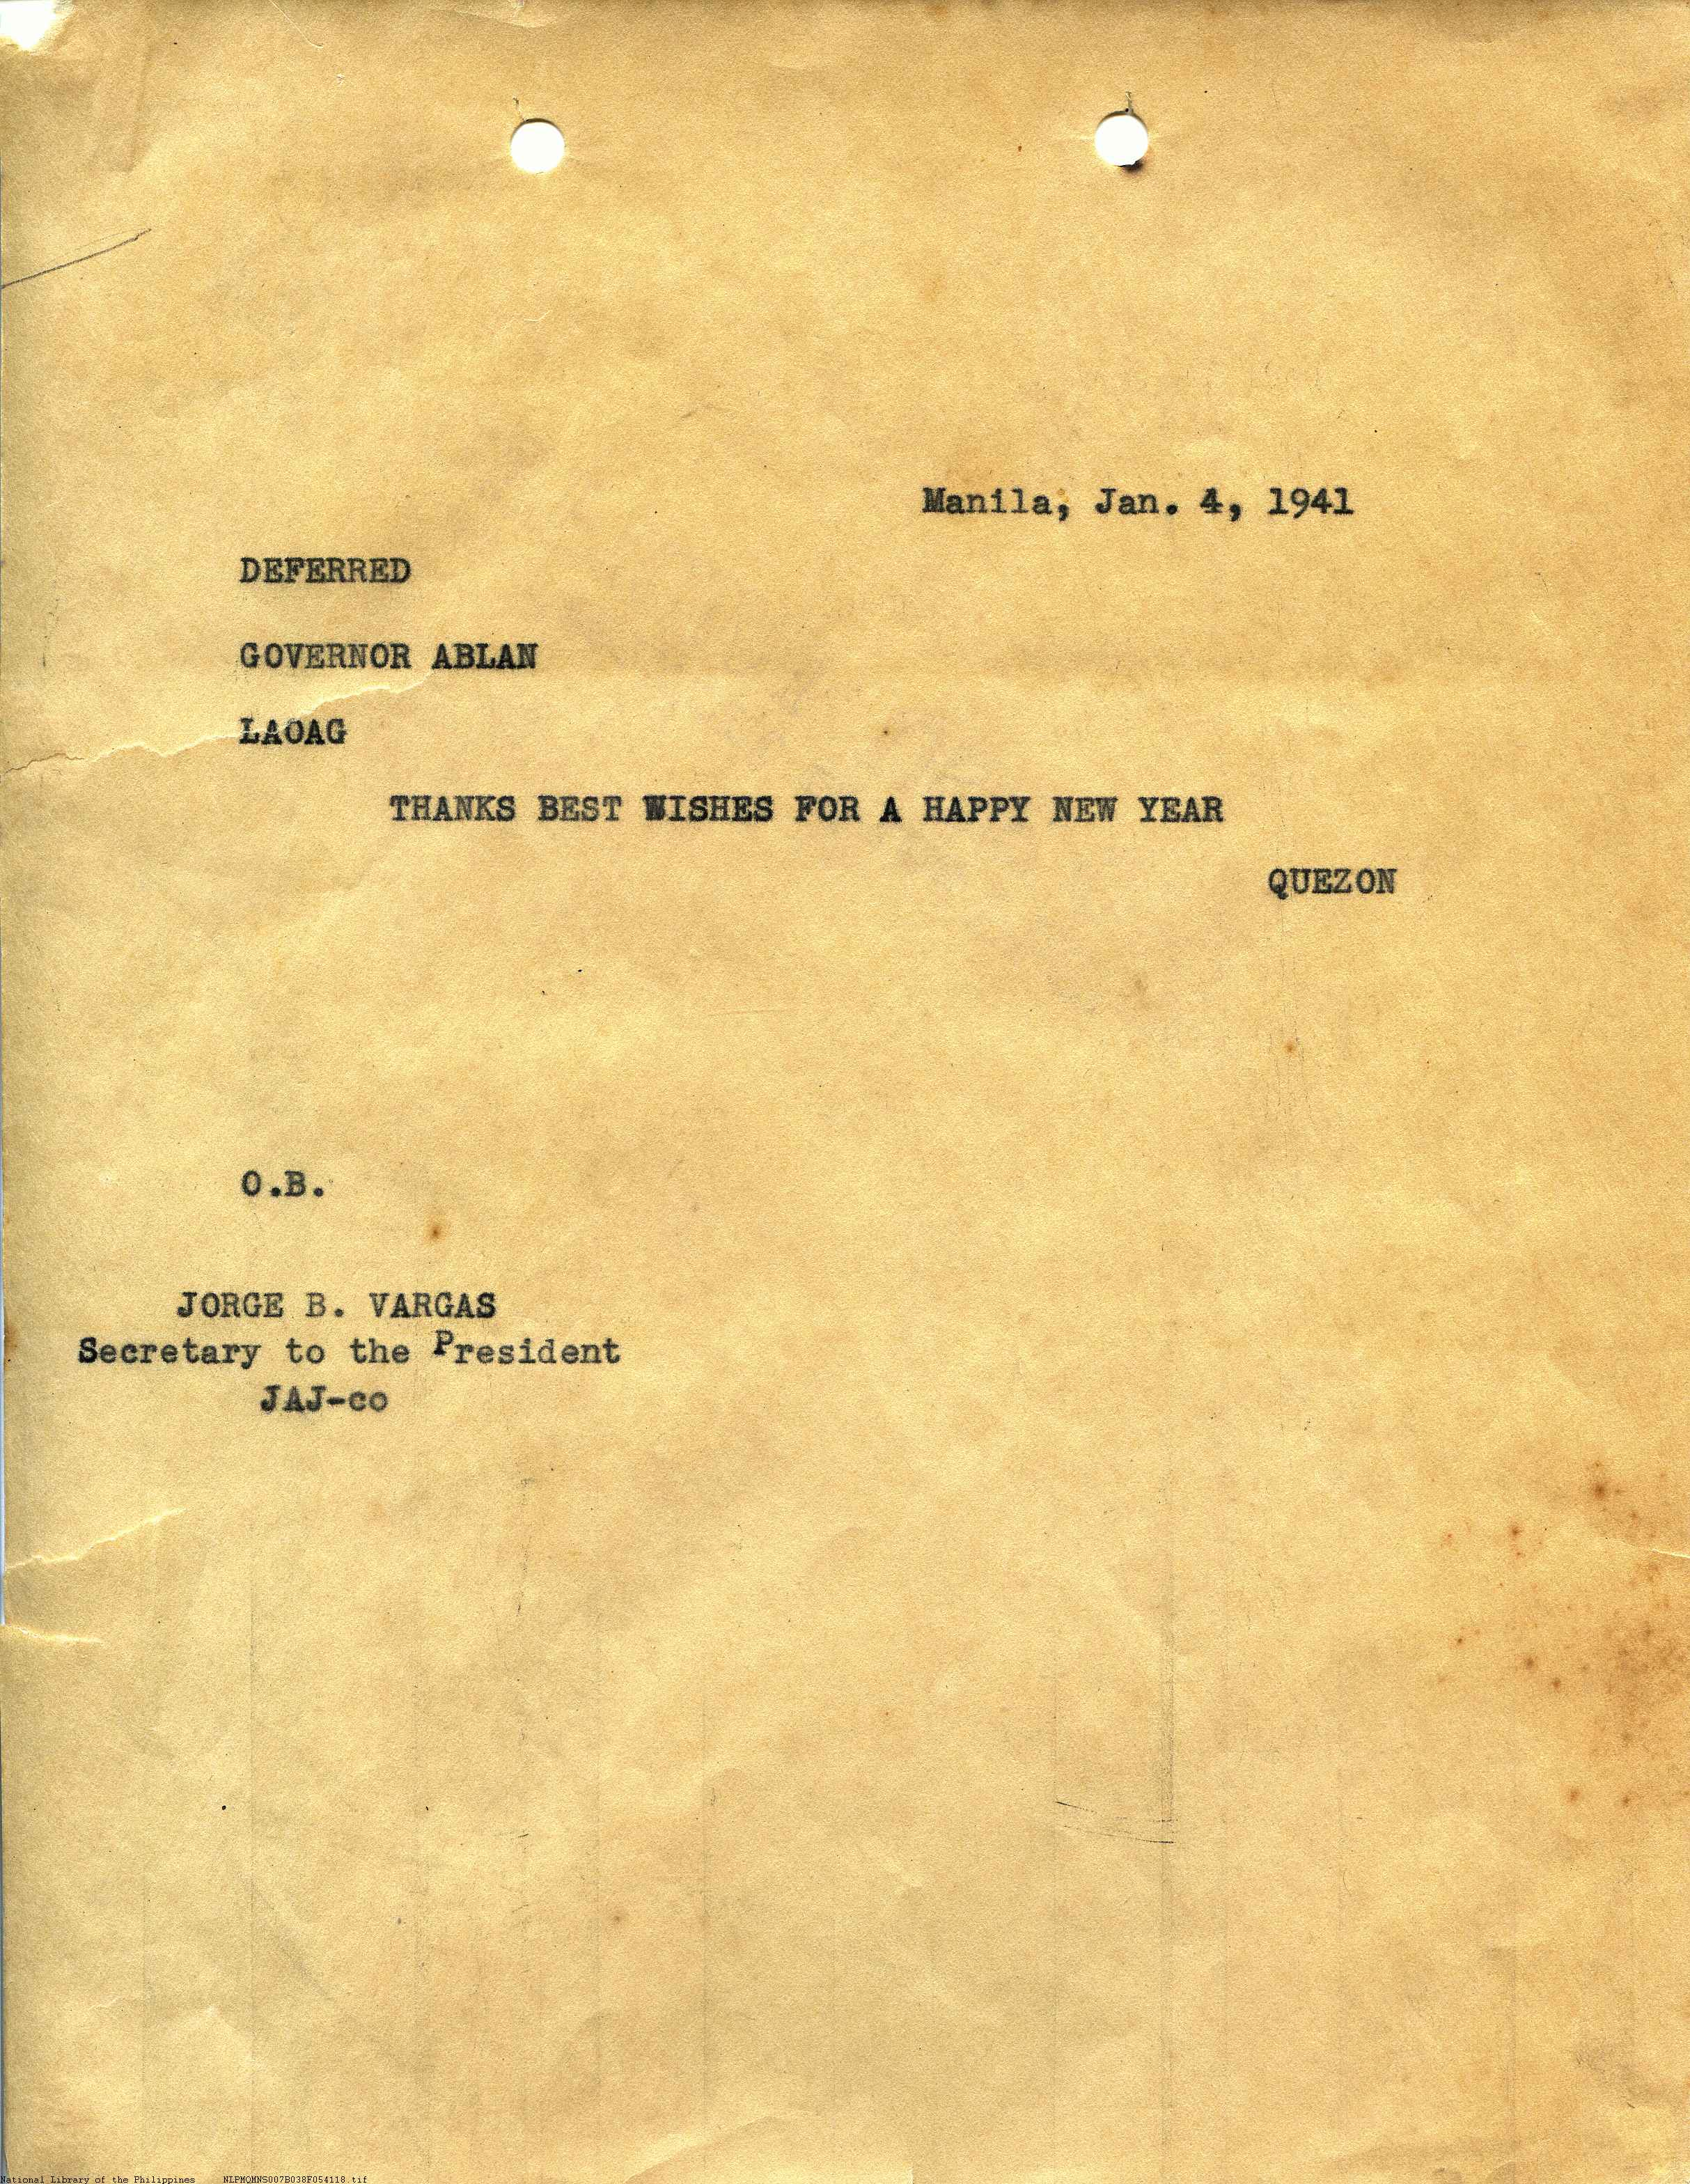 Manila, Jan. 4, 1941
DEFERRED
GOVERNOR ABLAN
LAOAG
THANKS BEST WISHES FOR A HAPPY NEW YEAR
QUEZON
O.B.
JORGE B. VARGAS
Secretary to the President
JAJ-co
National Library of the Philippines NLPMQMNS007B038F054118.tif